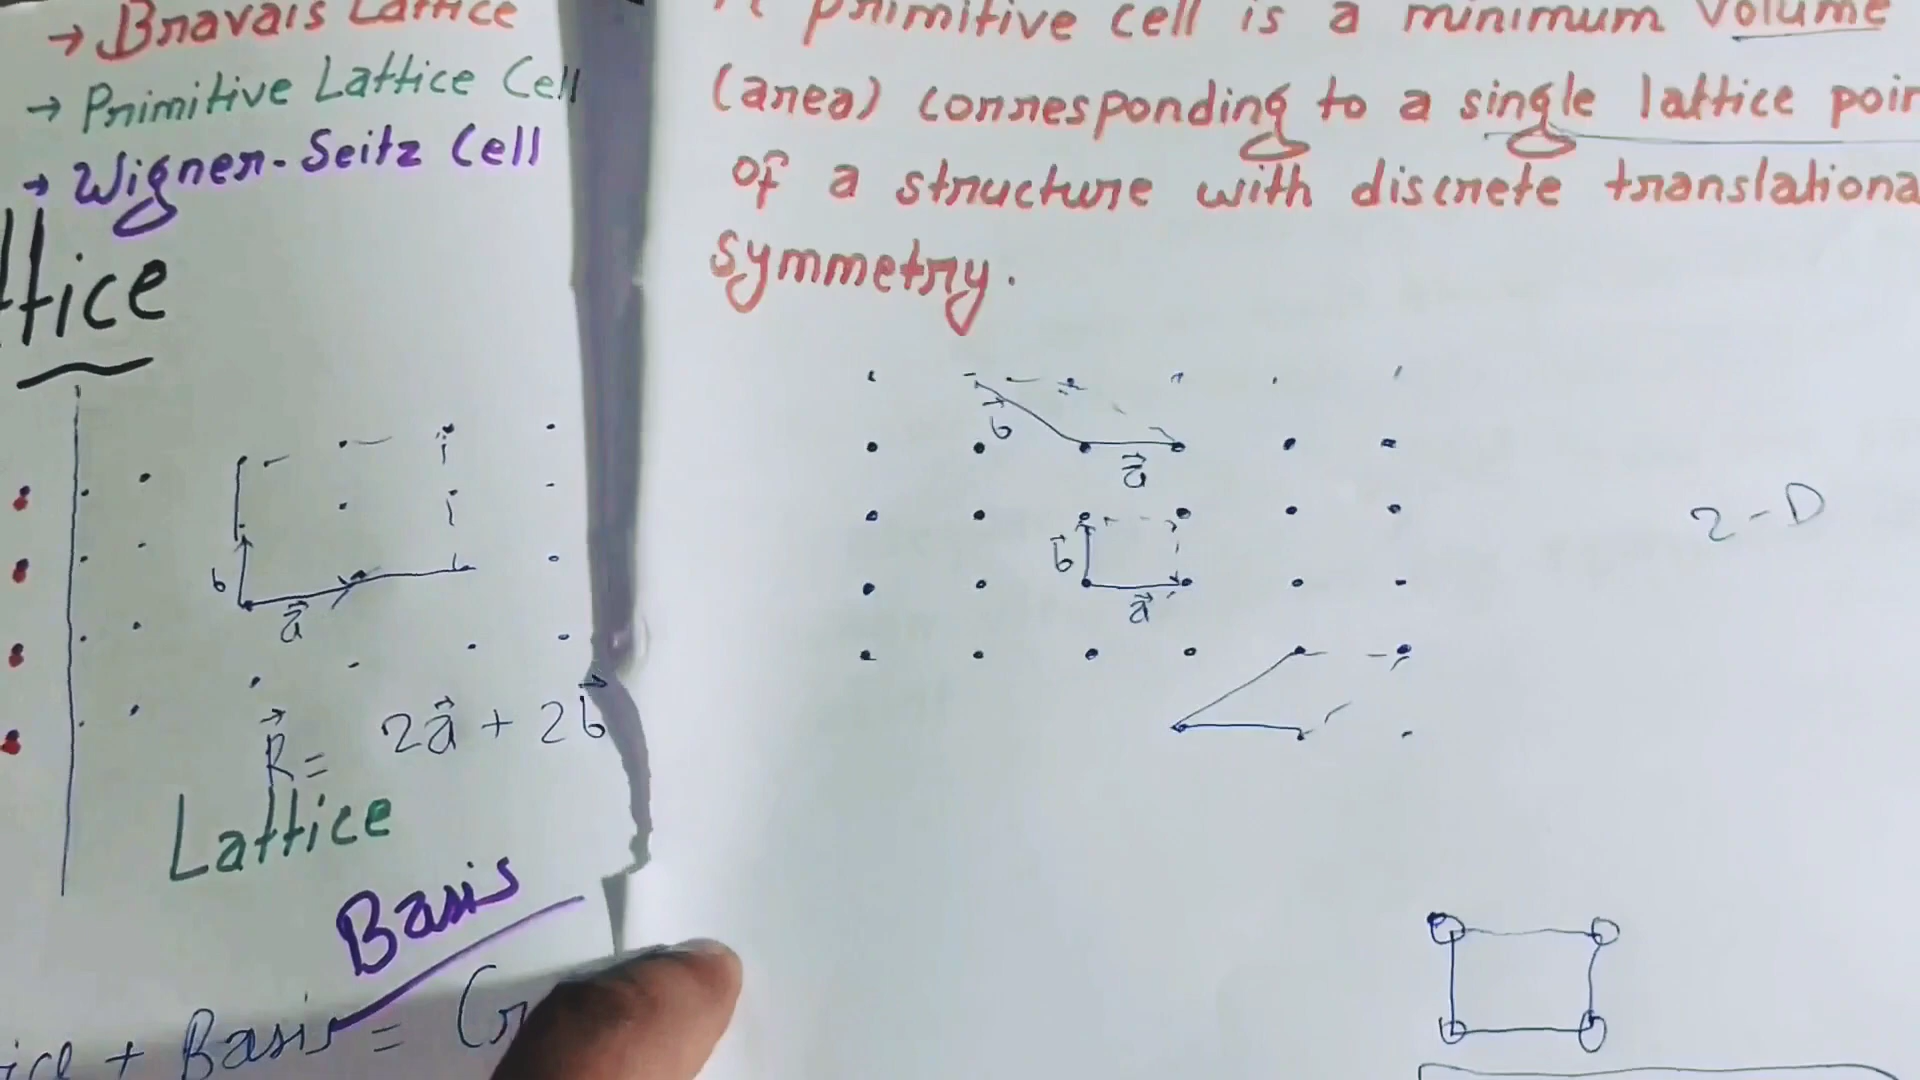 → Bravais Lattice
→ Primitive Lattice Cell
→ Wigner-Seitz Cell
ttice
b
a⃗
R⃗ = 2a⃗ + 2b⃗
Lattice
Basis
+ Basis =
primitive cell is a minimum volume
(area) corresponding to a single lattice poin
of a structure with discrete translationa
symmetry.
b
a⃗
b⃗
a⃗
2-D